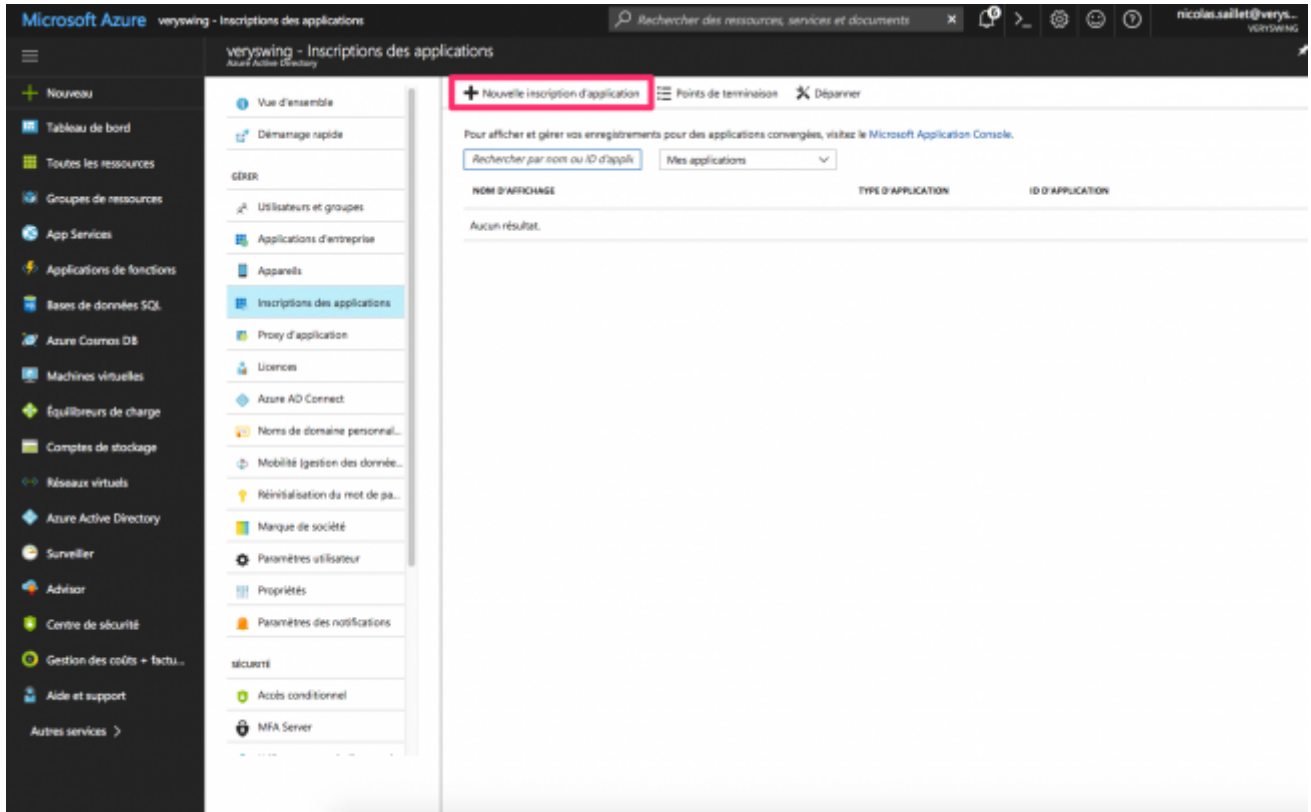 Microsoft Azure veryswing - Inscriptions des applications
Rechercher des ressources, services et documents
nicolas.saillet@verys...
VERYSWING
veryswing - Inscriptions des applications
Azure Active Directory
Nouveau
Tableau de bord
Toutes les ressources
Groupes de ressources
App Services
Applications de fonctions
Bases de données SQL
Azure Cosmos DB
Machines virtuelles
Équilibreurs de charge
Comptes de stockage
Réseaux virtuels
Azure Active Directory
Surveiller
Advisor
Centre de sécurité
Gestion des coûts + factu...
Aide et support
Autres services
Vue d'ensemble
Démarrage rapide
GÉRER
Utilisateurs et groupes
Applications d'entreprise
Appareils
Inscriptions des applications
Proxy d'application
Licences
Azure AD Connect
Noms de domaine personnal...
Mobilité (gestion des donnée...
Réinitialisation du mot de pa...
Marque de société
Paramètres utilisateur
Propriétés
Paramètres des notifications
SÉCURITÉ
Accès conditionnel
MFA Server
Nouvelle inscription d'application Points de terminaison Dépanner
Pour afficher et gérer vos enregistrements pour des applications convergées, visitez le Microsoft Application Console.
Rechercher par nom ou ID d'applic Mes applications
NOM D'AFFICHAGE TYPE D'APPLICATION ID D'APPLICATION
Aucun résultat.